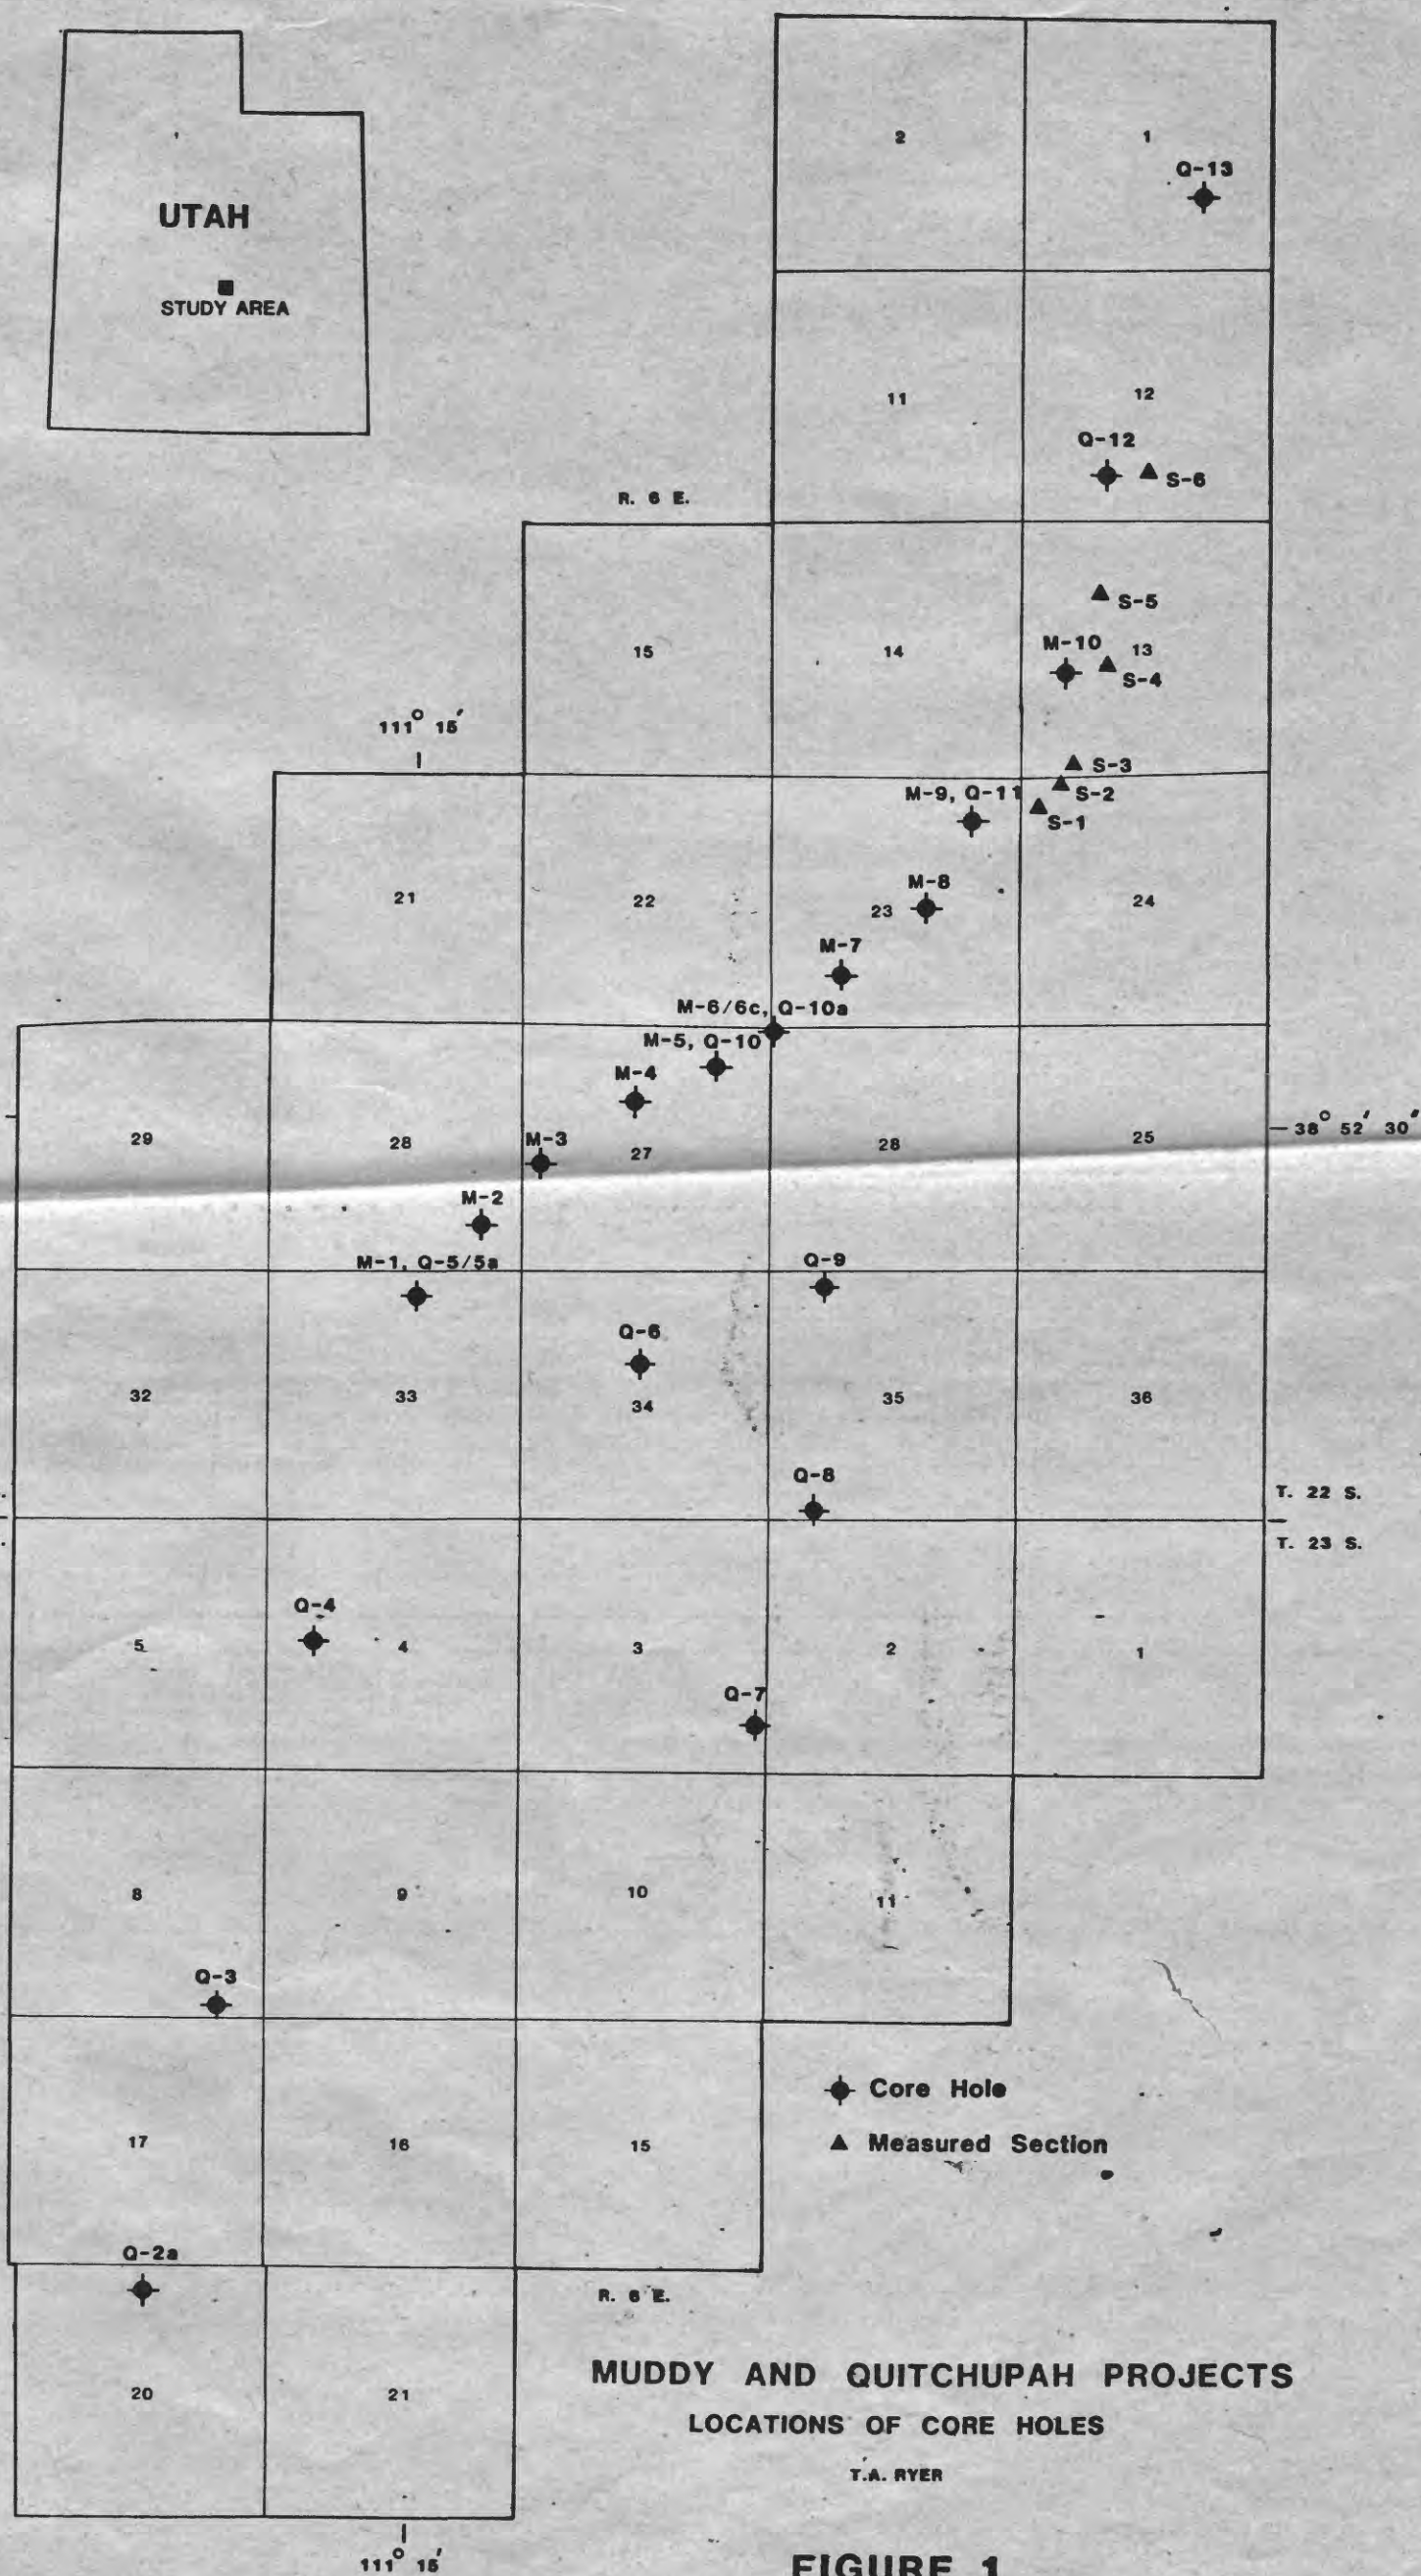 2
1
Q-13
UTAH
STUDY AREA
11
12
Q-12
S-6
R. 6 E.
S-5
15
14
M-10
13
S-4
111° 15′
S-3
M-9, Q-11
S-2
S-1
21
22
M-8
23
24
M-7
M-6/6c, Q-10a
M-5, Q-10
M-4
38° 52′ 30″
29
28
M-3
27
28
25
M-2
M-1, Q-5/5a
Q-9
Q-6
32
33
34
35
36
Q-8
T. 22 S.
T. 23 S.
Q-4
5
4
3
2
1
Q-7
8
9
10
11
Q-3
Core Hole
17
16
15
Measured Section
Q-2a
R. 6 E.
MUDDY AND QUITCHUPAH PROJECTS
20
21
LOCATIONS OF CORE HOLES
T.A. RYER
111° 15′
FIGURE 1